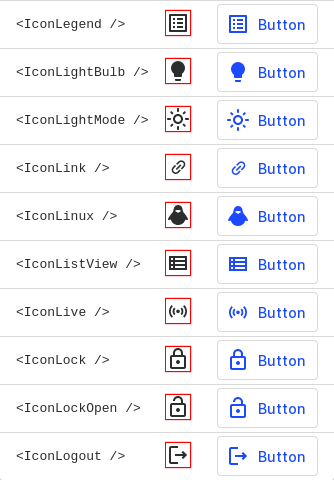 <IconLegend /> Button
<IconLightBulb /> Button
<IconLightMode /> Button
<IconLink /> Button
<IconLinux /> Button
<IconListView /> Button
<IconLive /> Button
<IconLock /> Button
<IconLockOpen /> Button
<IconLogout /> Button